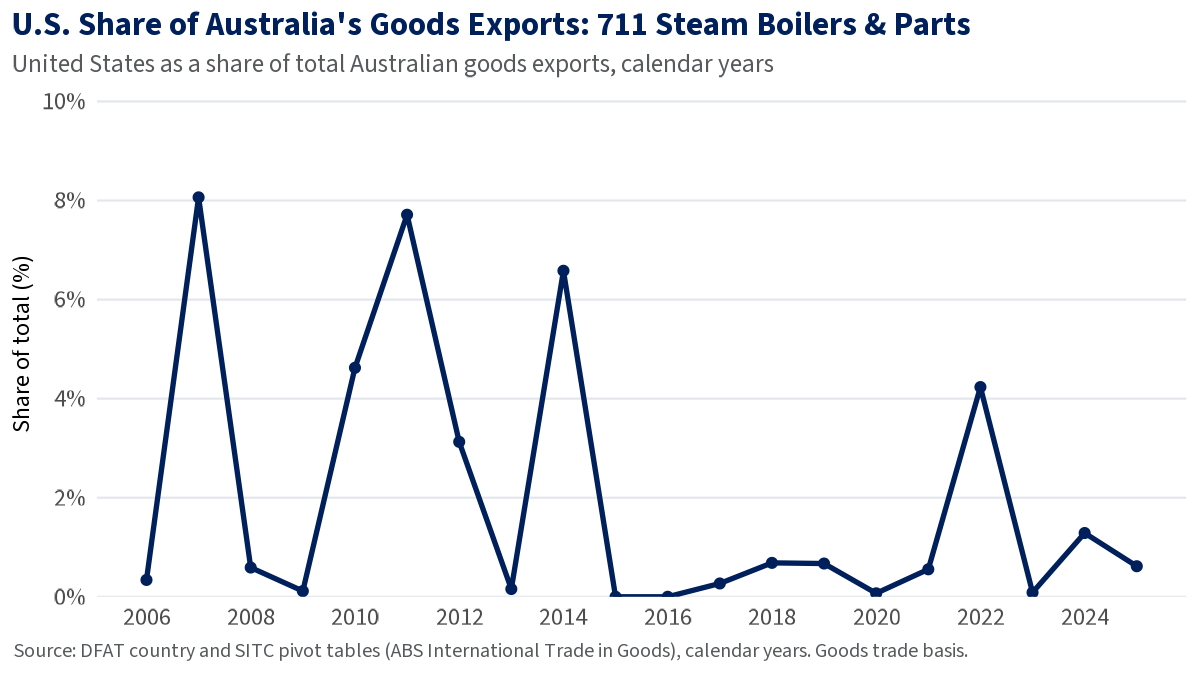 U.S. Share of Australia's Goods Exports: 711 Steam Boilers & Parts
United States as a share of total Australian goods exports, calendar years
Share of total (%)
10%
8%
6%
4%
2%
0%
2006 2008 2010 2012 2014 2016 2018 2020 2022 2024
Source: DFAT country and SITC pivot tables (ABS International Trade in Goods), calendar years. Goods trade basis.